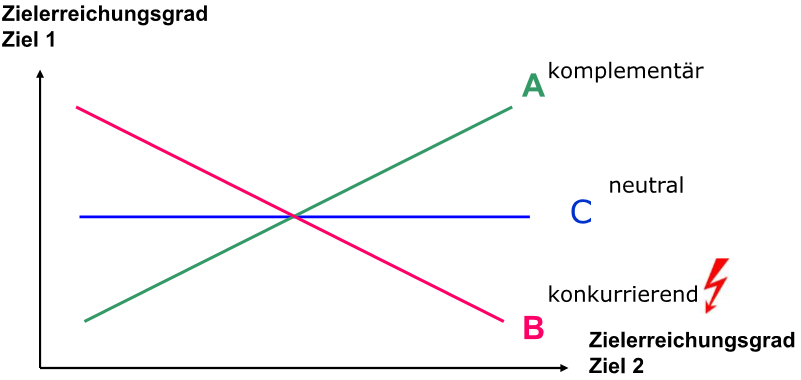 Zielerreichungsgrad
Ziel 1
A komplementär
C neutral
B konkurrierend
Zielerreichungsgrad
Ziel 2